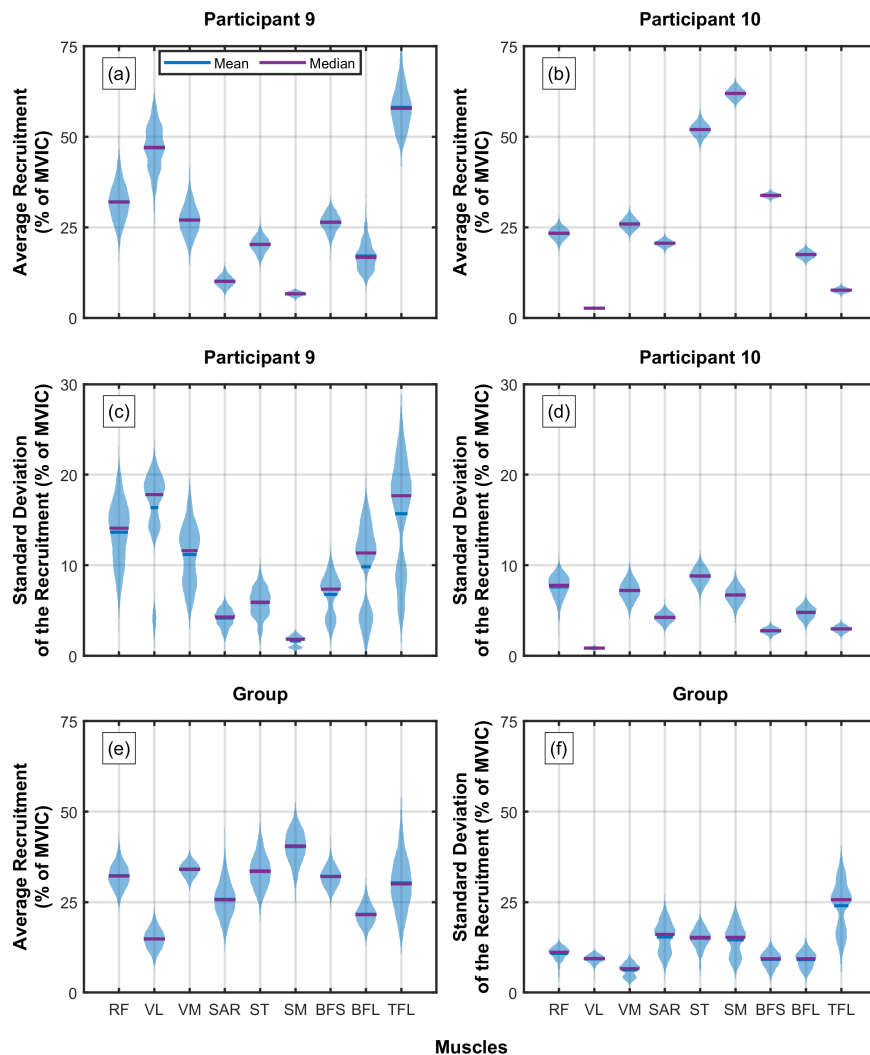 Participant 9
Participant 10
Average Recruitment
(% of MVIC)
75
50
25
0
(a)
Mean
Median
Average Recruitment
(% of MVIC)
75
50
25
0
(b)
Participant 9
Participant 10
Standard Deviation
of the Recruitment (% of MVIC)
30
20
10
0
(c)
Standard Deviation
of the Recruitment (% of MVIC)
30
20
10
0
(d)
Group
Group
Average Recruitment
(% of MVIC)
75
50
25
0
(e)
RF VL VM SAR ST SM BFS BFL TFL
Standard Deviation
of the Recruitment (% of MVIC)
75
50
25
0
(f)
RF VL VM SAR ST SM BFS BFL TFL
Muscles